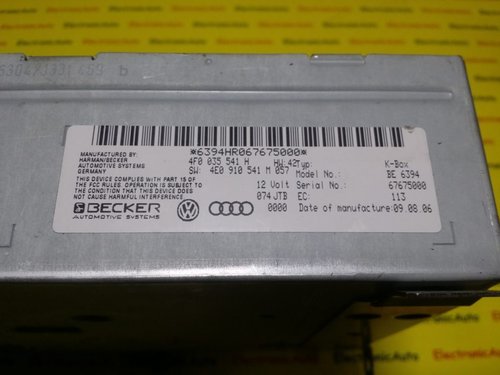 *6394HR067675000*
MANUFACTURED BY:
HARMAN/BECKER
AUTOMOTIVE SYSTEMS
GERMANY
4F0 035 541 H HW:42 Typ: K-Box
SW: 4E0 910 541 M 057 Model No.: BE 6394
THIS DEVICE COMPLIES WITH PART 15 OF
THE FCC RULES. OPERATION IS SUBJECT TO
THE CONDITION THAT THIS DEVICE DOES
NOT CAUSE HARMFUL INTERFERENCE
12 Volt Serial No.: 67675000
074 JTB EC: 113
0000 Date of manufacture: 09.08.06
BECKER
AUTOMOTIVE SYSTEMS
ElectronicAuto
ElectronicAuto
ElectronicAuto